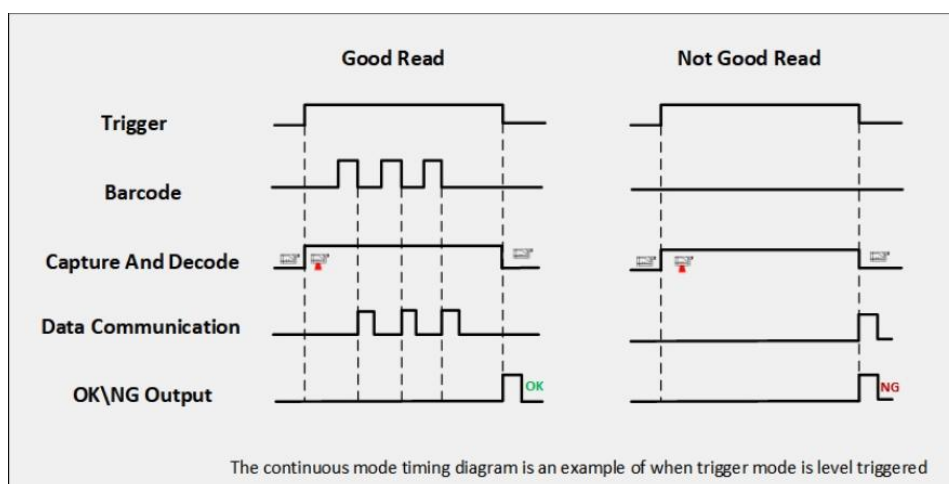 Good Read
Not Good Read
Trigger
Barcode
Capture And Decode
Data Communication
OK\NG Output
OK
NG
The continuous mode timing diagram is an example of when trigger mode is level triggered